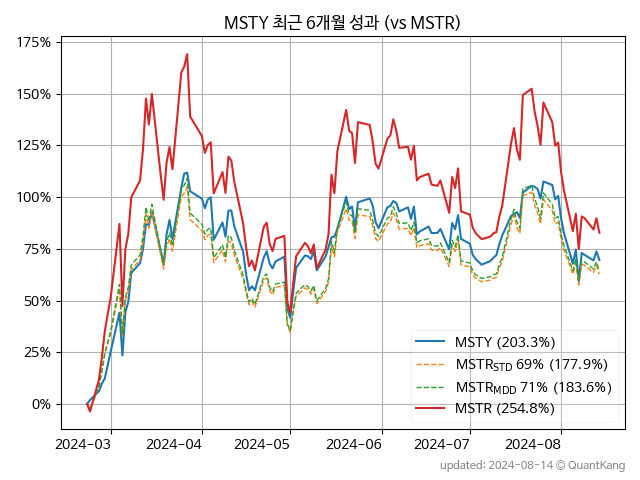 MSTY 최근 6개월 성과 (vs MSTR)
175%
150%
125%
100%
75%
50%
25%
0%
MSTY (203.3%)
MSTR_STD 69% (177.9%)
MSTR_MDD 71% (183.6%)
MSTR (254.8%)
2024-03 2024-04 2024-05 2024-06 2024-07 2024-08
updated: 2024-08-14 ⓒ QuantKang